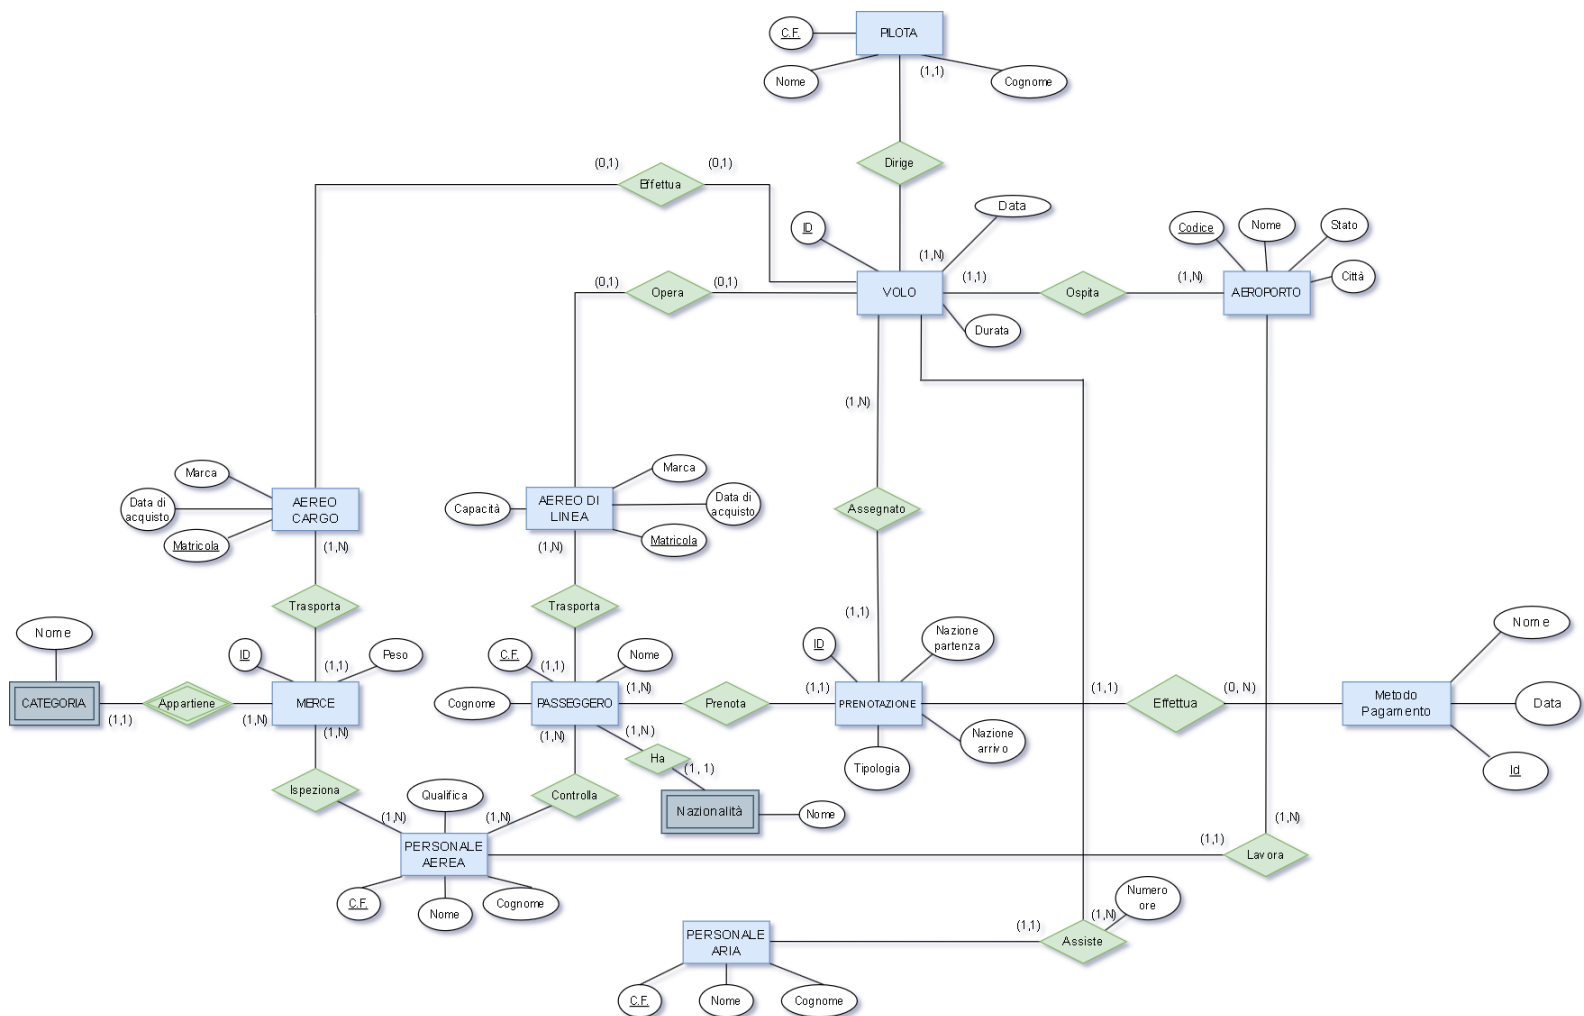 PILOTA
C.F.
Nome
(1,1)
Cognome
Dirige
(0,1)
Effettua
(0,1)
ID
Data
(1,N)
(1,1)
VOLO
Durata
(0,1)
Opera
(0,1)
Ospita
(1,N)
Codice
Nome
Stato
Città
AEROPORTO
(1,N)
Assegnato
(1,1)
Marca
Data di
acquisto
Matricola
AEREO
CARGO
(1,N)
Capacità
AEREO DI
LINEA
Marca
Data di
acquisto
Matricola
(1,N)
Trasporta
Trasporta
Nome
CATEGORIA
(1,1)
Appartiene
(1,N)
ID
(1,1)
Peso
MERCE
(1,N)
C.F.
(1,1)
Nome
Cognome
PASSEGGERO
(1,N)
(1,N)
(1,N)
Prenota
(1,1)
ID
Nazione
partenza
PRENOTAZIONE
Tipologia
Nazione
arrivo
(1,1)
Effettua
(0, N)
Metodo
Pagamento
Nome
Data
Id
Ha
(1, 1)
Nazionalità
Nome
Ispeziona
(1,N)
Qualifica
(1,N)
Controlla
PERSONALE
AEREA
C.F.
Nome
Cognome
(1,1)
Lavora
(1,N)
PERSONALE
ARIA
C.F.
Nome
Cognome
(1,1)
Assiste
(1,N)
Numero
ore